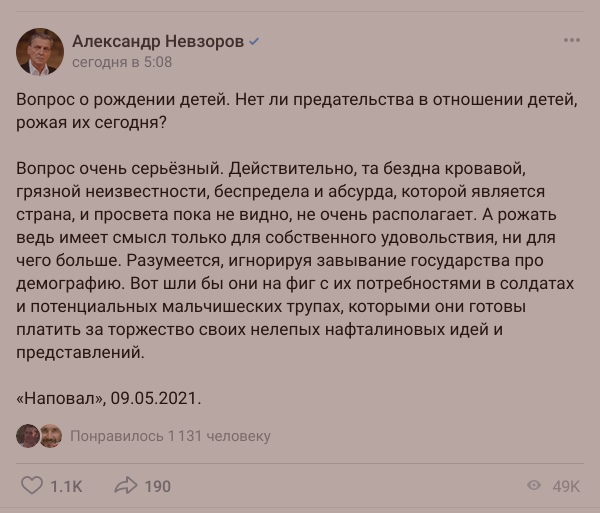 Александр Невзоров
сегодня в 5:08
Вопрос о рождении детей. Нет ли предательства в отношении детей,
рожая их сегодня?
Вопрос очень серьёзный. Действительно, та бездна кровавой,
грязной неизвестности, беспредела и абсурда, которой является
страна, и просвета пока не видно, не очень располагает. А рожать
ведь имеет смысл только для собственного удовольствия, ни для
чего больше. Разумеется, игнорируя завывание государства про
демографию. Вот шли бы они на фиг с их потребностями в солдатах
и потенциальных мальчишеских трупах, которыми они готовы
платить за торжество своих нелепых нафталиновых идей и
представлений.
«Наповал», 09.05.2021.
Понравилось 1 131 человеку
1.1K 190 49K